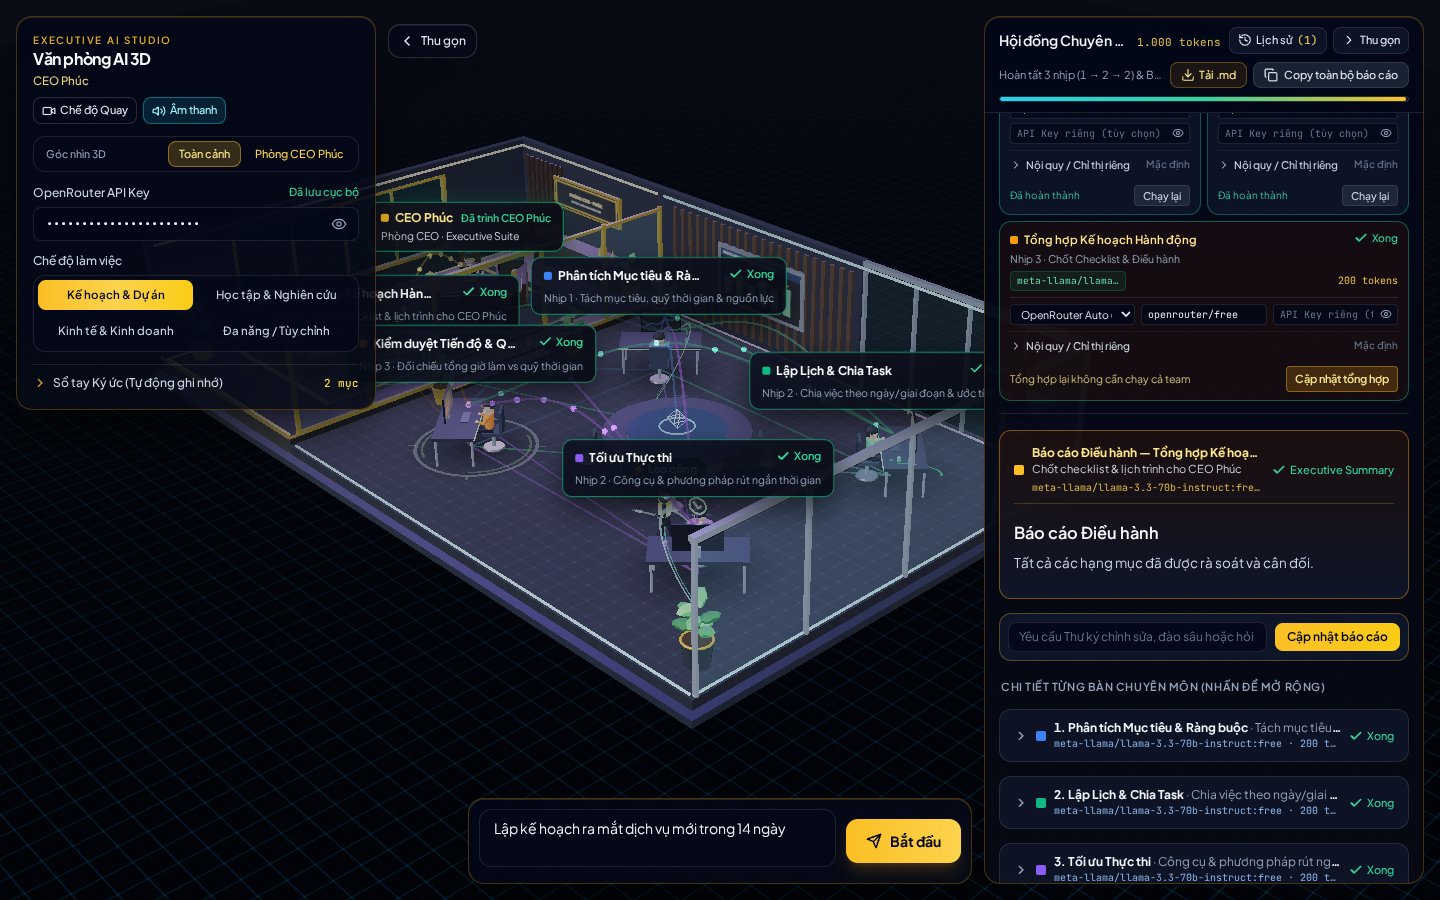 EXECUTIVE AI STUDIO
Văn phòng AI 3D
CEO Phúc
Chế độ Quay
Âm thanh
Góc nhìn 3D
Toàn cảnh
Phòng CEO Phúc
OpenRouter API Key
Đã lưu cục bộ
Chế độ làm việc
Kế hoạch & Dự án
Học tập & Nghiên cứu
Kinh tế & Kinh doanh
Đa năng / Tùy chỉnh
Sổ tay Ký ức (Tự động ghi nhớ)
2 mục
Thu gọn
CEO Phúc Đã trình CEO Phúc
Phòng CEO · Executive Suite
Phân tích Mục tiêu & Rà...
Xong
Nhịp 1 · Tách mục tiêu, quỹ thời gian & nguồn lực
hoạch Hàn...
Xong
klist & lịch trình cho CEO Phúc
Kiểm duyệt Tiến độ & Q...
Xong
p 3 · Đối chiếu tổng giờ làm vs quỹ thời gian
Lập Lịch & Chia Task
Nhịp 2 · Chia việc theo ngày/giai đoạn & ước tí
Tối ưu Thực thi
Xong
Nhịp 2 · Công cụ & phương pháp rút ngắn thời gian
Lập kế hoạch ra mắt dịch vụ mới trong 14 ngày
Bắt đầu
Hội đồng Chuyên ...
1.000 tokens
Lịch sử (1)
Thu gọn
Hoàn tất 3 nhịp (1 → 2 → 2) & B...
Tải .md
Copy toàn bộ báo cáo
API Key riêng (tùy chọn)
API Key riêng (tùy chọn)
Nội quy / Chỉ thị riêng
Mặc định
Nội quy / Chỉ thị riêng
Mặc định
Đã hoàn thành
Chạy lại
Đã hoàn thành
Chạy lại
Tổng hợp Kế hoạch Hành động
Xong
Nhịp 3 · Chốt Checklist & Điều hành
meta-llama/llama…
200 tokens
OpenRouter Auto (
openrouter/free
API Key riêng (t
Nội quy / Chỉ thị riêng
Mặc định
Tổng hợp lại không cần chạy cả team
Cập nhật tổng hợp
Báo cáo Điều hành — Tổng hợp Kế hoạ...
Chốt checklist & lịch trình cho CEO Phúc
meta-llama/llama-3.3-70b-instruct:fre…
Executive Summary
Báo cáo Điều hành
Tất cả các hạng mục đã được rà soát và cân đối.
Yêu cầu Thư ký chỉnh sửa, đào sâu hoặc hỏi
Cập nhật báo cáo
CHI TIẾT TỪNG BÀN CHUYÊN MÔN (NHẤN ĐỂ MỞ RỘNG)
1. Phân tích Mục tiêu & Ràng buộc · Tách mục tiêu...
meta-llama/llama-3.3-70b-instruct:free · 200 t…
Xong
2. Lập Lịch & Chia Task · Chia việc theo ngày/giai ...
meta-llama/llama-3.3-70b-instruct:free · 200 t…
Xong
3. Tối ưu Thực thi · Công cụ & phương pháp rút ng...
meta-llama/llama-3.3-70b-instruct:free · 200 t…
Xong